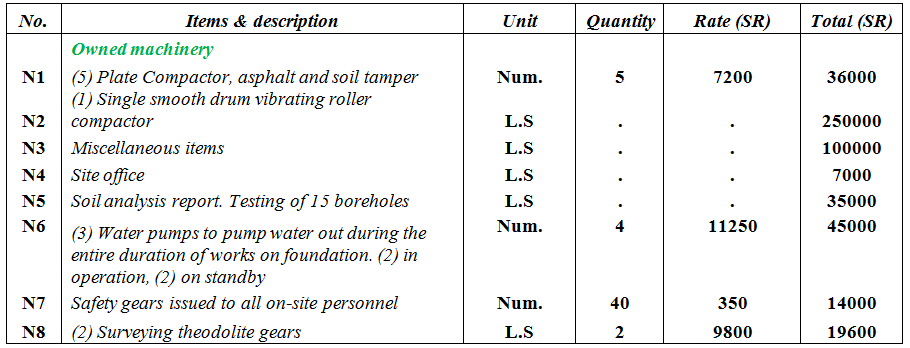 No. Items & description Unit Quantity Rate (SR) Total (SR)
Owned machinery
N1 (5) Plate Compactor, asphalt and soil tamper Num. 5 7200 36000
(1) Single smooth drum vibrating roller
N2 compactor L.S . . 250000
N3 Miscellaneous items L.S . . 100000
N4 Site office L.S . . 7000
N5 Soil analysis report. Testing of 15 boreholes L.S . . 35000
N6 (3) Water pumps to pump water out during the Num. 4 11250 45000
entire duration of works on foundation. (2) in
operation, (2) on standby
N7 Safety gears issued to all on-site personnel Num. 40 350 14000
N8 (2) Surveying theodolite gears L.S 2 9800 19600